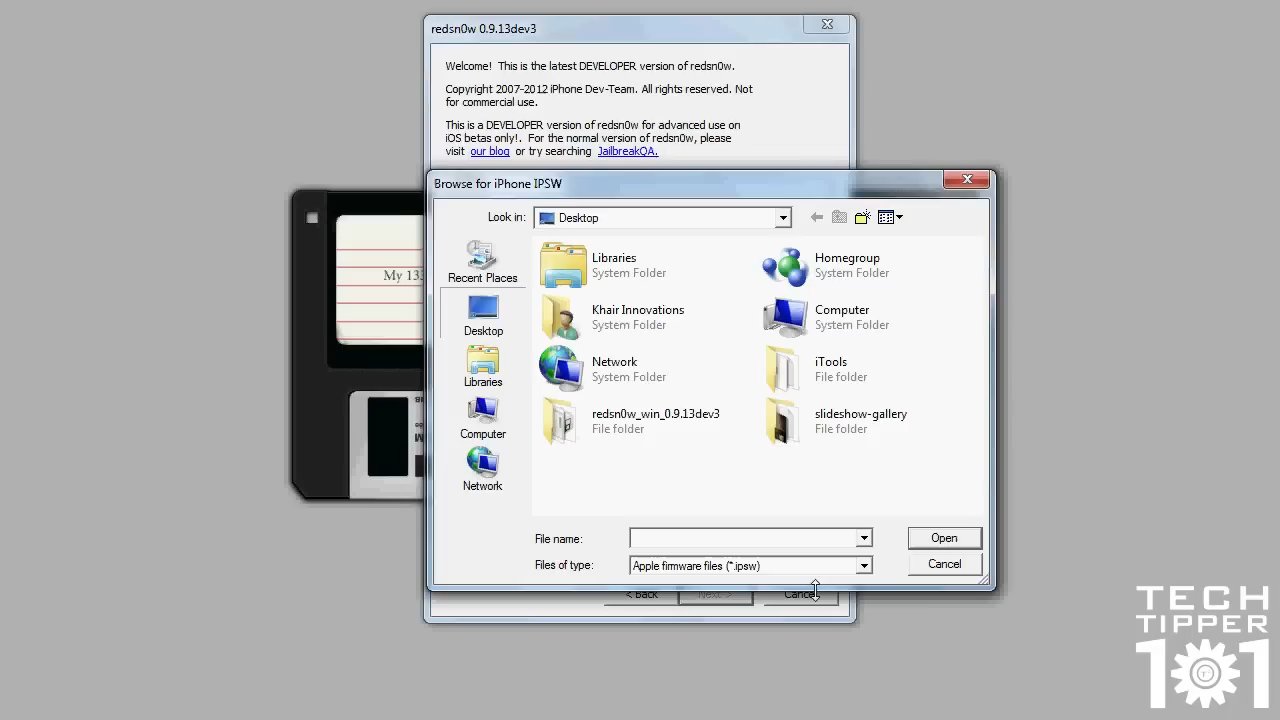 redsn0w 0.9.13dev3
Welcome! This is the latest DEVELOPER version of redsn0w.
Copyright 2007-2012 iPhone Dev-Team. All rights reserved. Not
for commercial use.
This is a DEVELOPER version of redsn0w for advanced use on
iOS betas only!. For the normal version of redsn0w, please
visit our blog or try searching JailbreakQA.
Browse for iPhone IPSW
Look in: Desktop
Recent Places
Desktop
Libraries
Computer
Network
Libraries
System Folder
Homegroup
System Folder
Khair Innovations
System Folder
Computer
System Folder
Network
System Folder
iTools
File folder
redsn0w_win_0.9.13dev3
File folder
slideshow-gallery
File folder
File name:
Open
Files of type: Apple firmware files (*.ipsw)
Cancel
< Back Next > Cancel
My 133
TECH
TIPPER
101